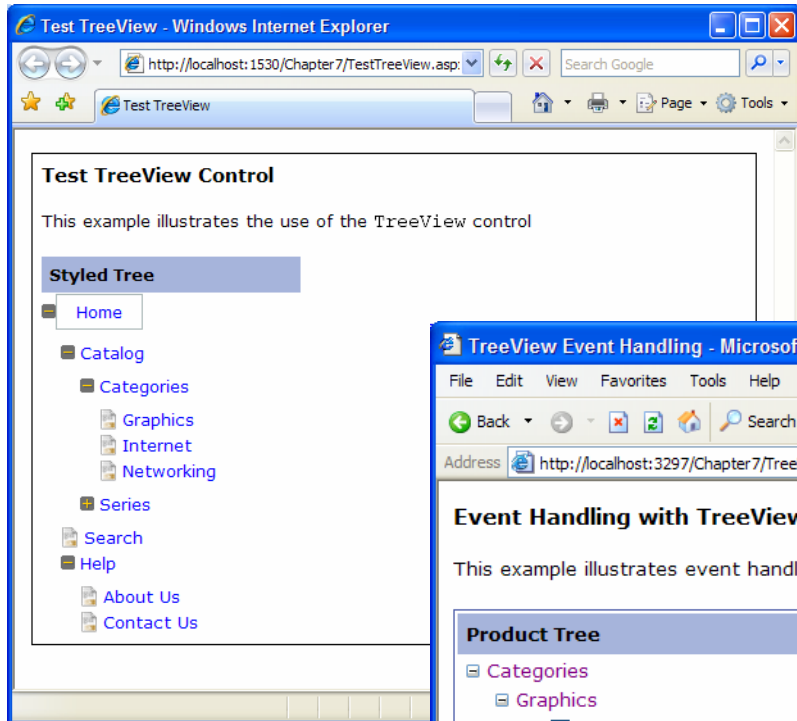 Test TreeView - Windows Internet Explorer
http://localhost:1530/Chapter7/TestTreeView.asp
Search Google
Test TreeView
Page
Tools
Test TreeView Control
This example illustrates the use of the TreeView control
Styled Tree
Home
Catalog
Categories
Graphics
Internet
Networking
Series
Search
Help
About Us
Contact Us
TreeView Event Handling - Microsof
File Edit View Favorites Tools Help
Back
Search
Address http://localhost:3297/Chapter7/Tree
Event Handling with TreeView
This example illustrates event handl
Product Tree
Categories
Graphics